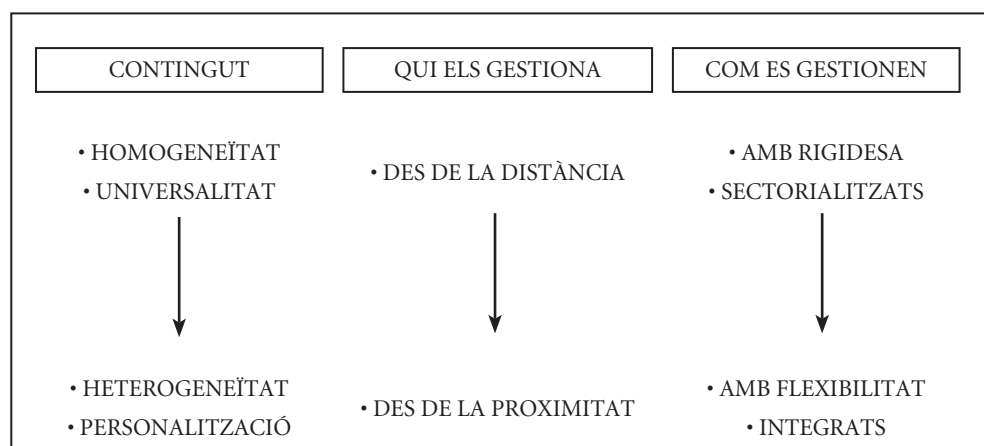 CONTINGUT
• HOMOGENEÏTAT
• UNIVERSALITAT
• HETEROGENEÏTAT
• PERSONALITZACIÓ
QUI ELS GESTIONA
• DES DE LA DISTÀNCIA
• DES DE LA PROXIMITAT
COM ES GESTIONEN
• AMB RIGIDESA
• SECTORIALITZATS
• AMB FLEXIBILITAT
• INTEGRATS